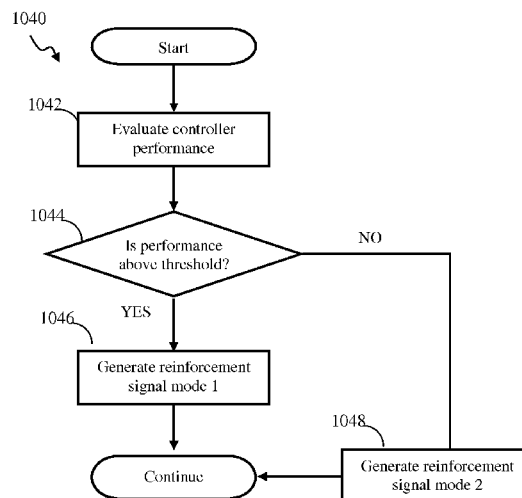 1040
Start
1042
Evaluate controller
performance
1044
Is performance
above threshold?
NO
YES
1046
Generate reinforcement
signal mode 1
1048
Continue
Generate reinforcement
signal mode 2